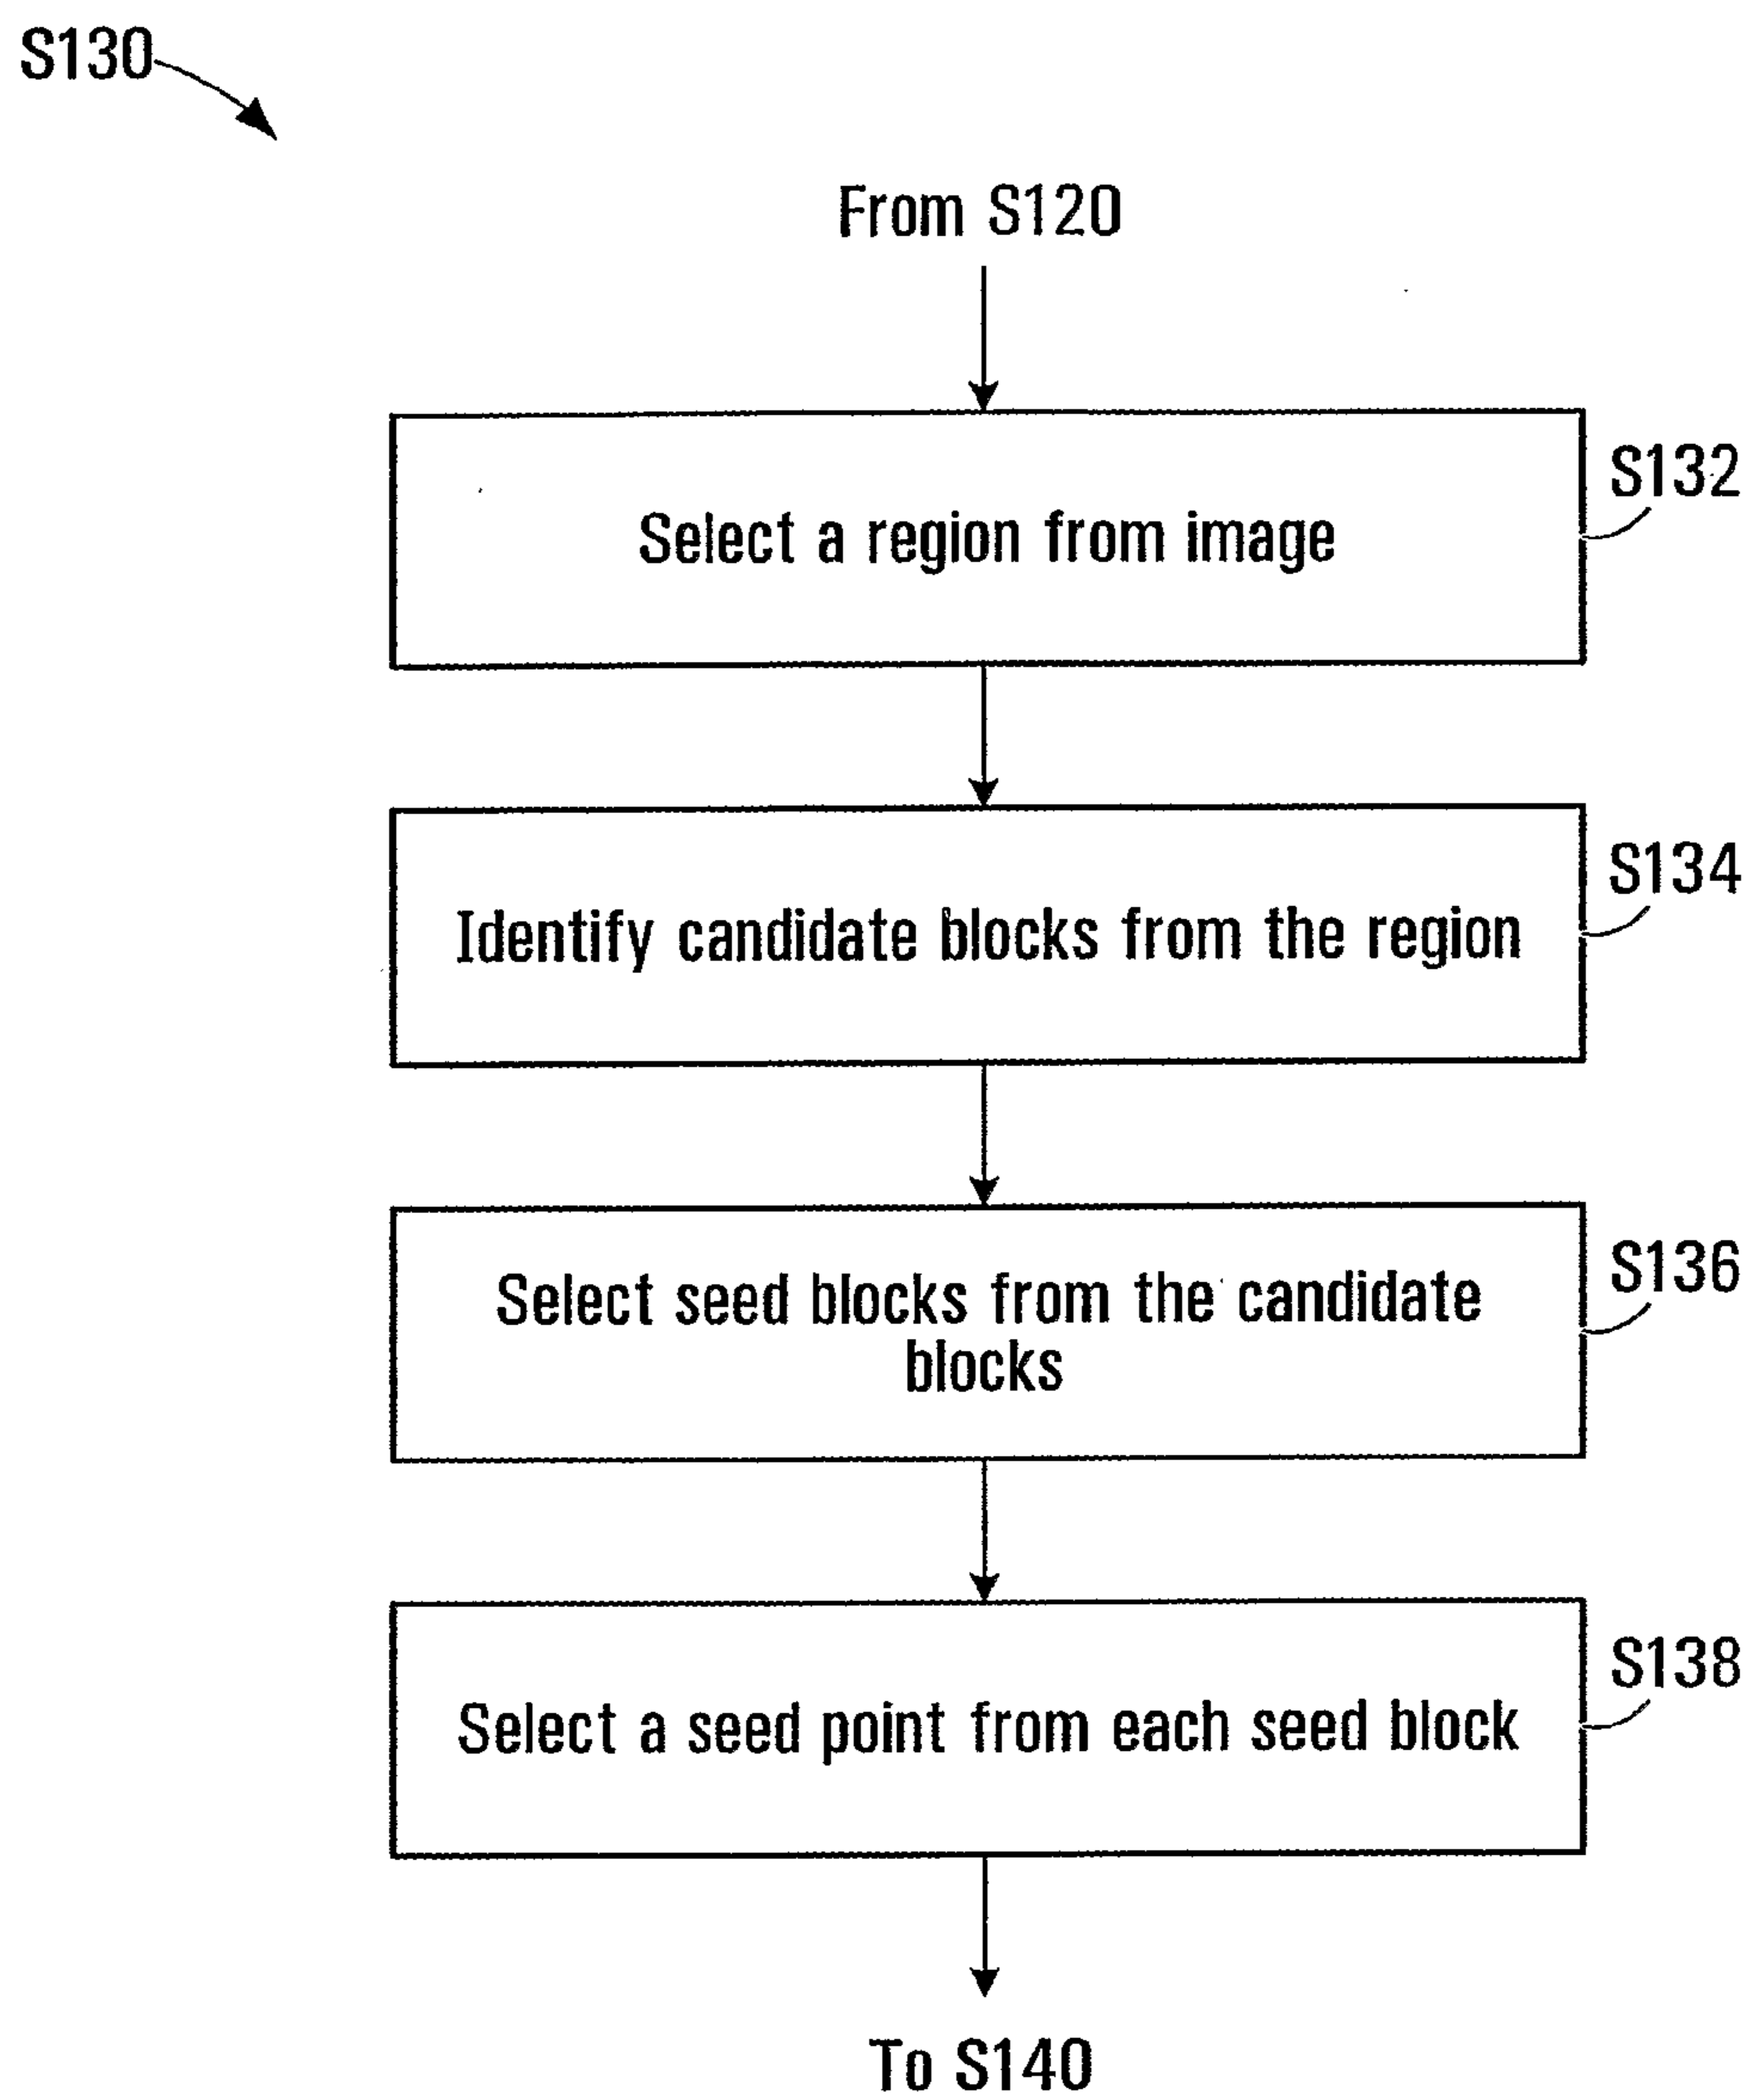 S130
From S120
S132
Select a region from image
S134
Identify candidate blocks from the region
S136
Select seed blocks from the candidate
blocks
S138
Select a seed point from each seed block
To S140